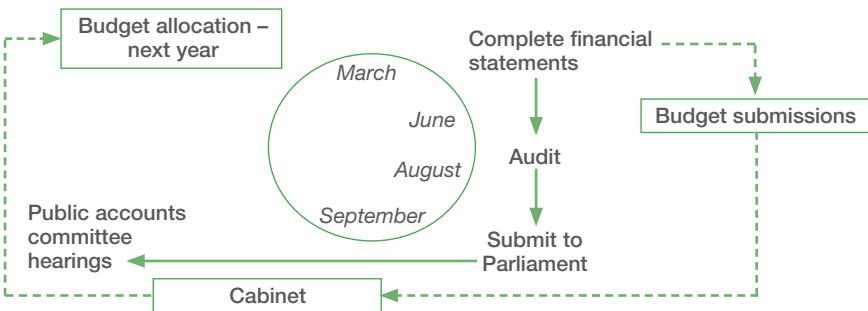 Budget allocation –
next year
Complete financial
statements
March
June
Budget submissions
Audit
August
September
Public accounts
committee
hearings
Submit to
Parliament
Cabinet